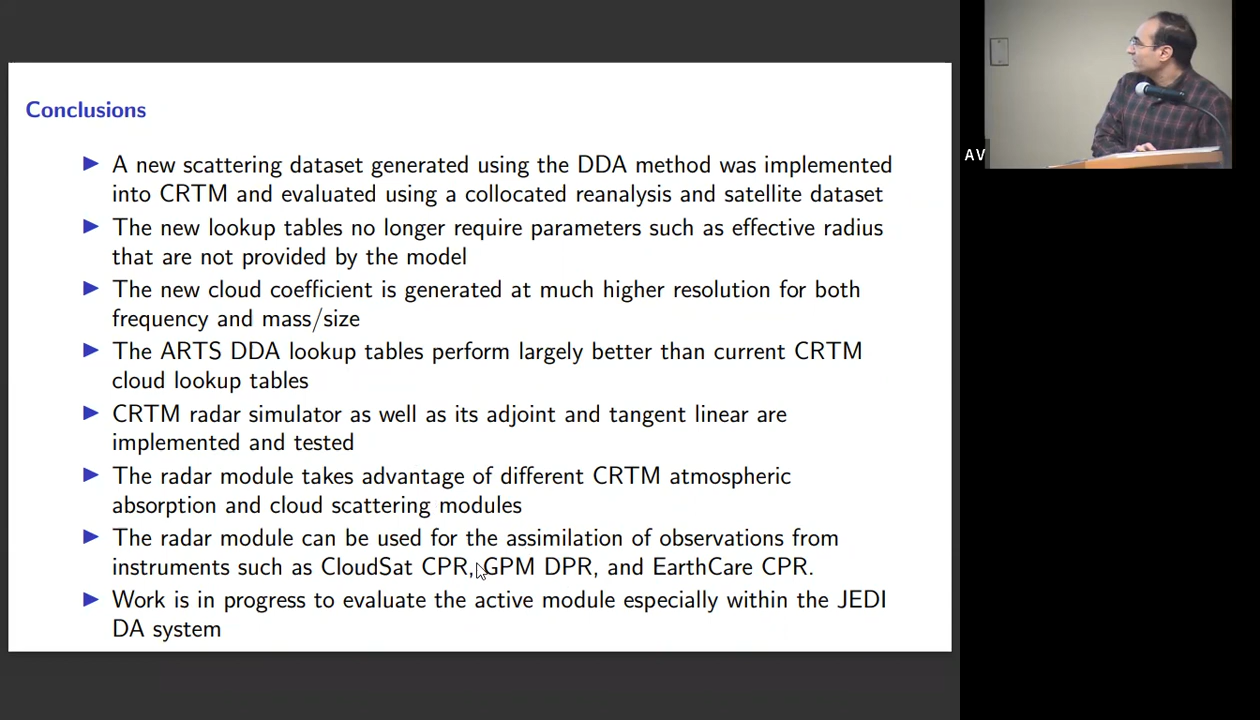 Conclusions
A new scattering dataset generated using the DDA method was implemented
into CRTM and evaluated using a collocated reanalysis and satellite dataset
The new lookup tables no longer require parameters such as effective radius
that are not provided by the model
The new cloud coefficient is generated at much higher resolution for both
frequency and mass/size
The ARTS DDA lookup tables perform largely better than current CRTM
cloud lookup tables
CRTM radar simulator as well as its adjoint and tangent linear are
implemented and tested
The radar module takes advantage of different CRTM atmospheric
absorption and cloud scattering modules
The radar module can be used for the assimilation of observations from
instruments such as CloudSat CPR, GPM DPR, and EarthCare CPR.
Work is in progress to evaluate the active module especially within the JEDI
DA system
AV